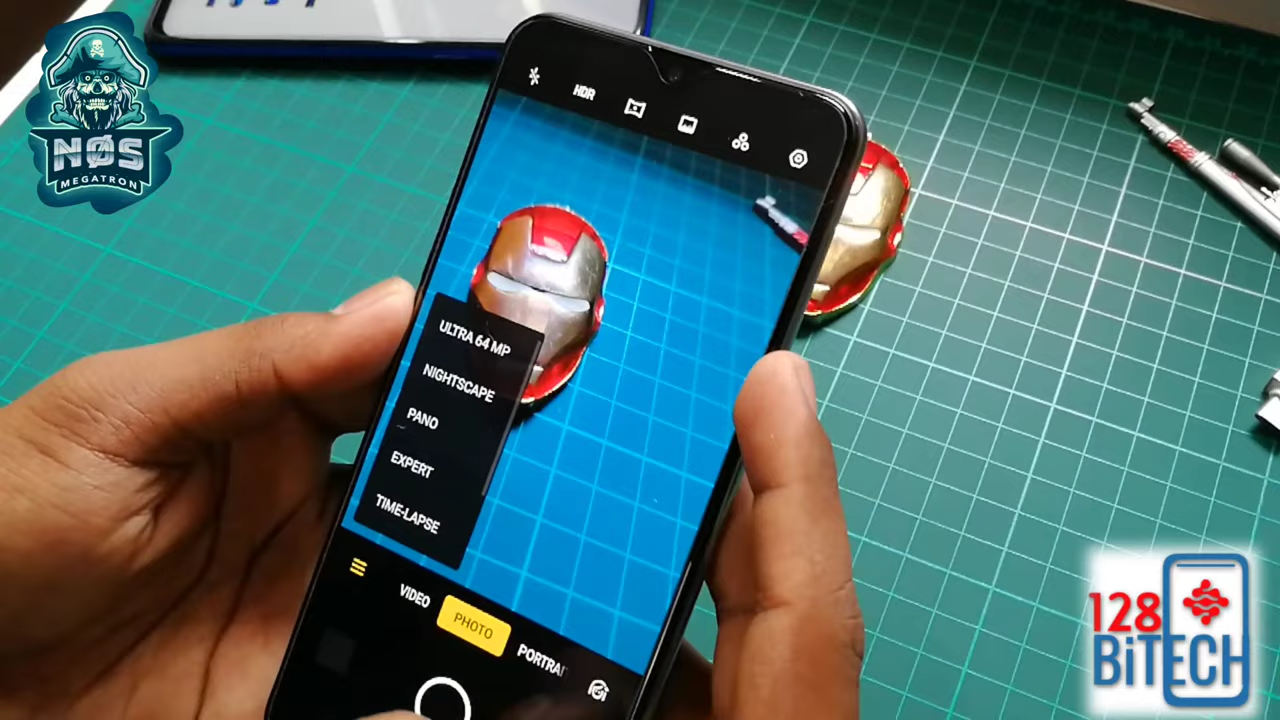 NØS
MEGATRON
HDR
ULTRA 64 MP
NIGHTSCAPE
PANO
EXPERT
TIME-LAPSE
VIDEO
PHOTO
PORTRAI
128
BiTECH